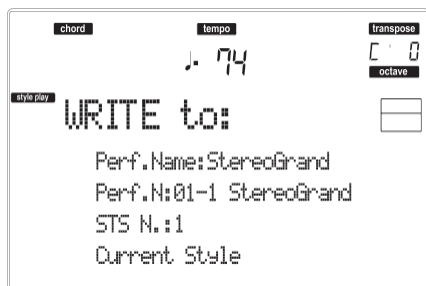 chord tempo transpose
♩. 74 C 0
octave
style play
WRITE to:
Perf.Name:StereoGrand
Perf.N:01-1 StereoGrand
STS N.:1
Current Style